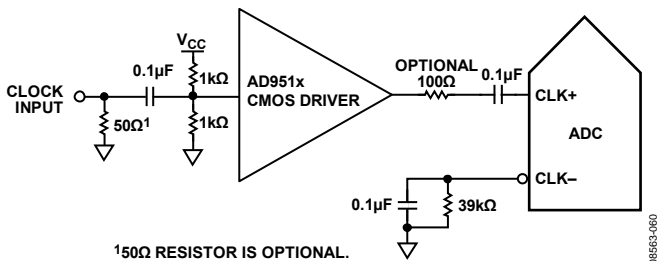 V_CC
OPTIONAL
0.1µF
1kΩ
100Ω
0.1µF
AD951x
CLOCK
CMOS DRIVER
CLK+
INPUT
50Ω¹
1kΩ
ADC
CLK–
0.1µF
39kΩ
¹50Ω RESISTOR IS OPTIONAL.
08563-060